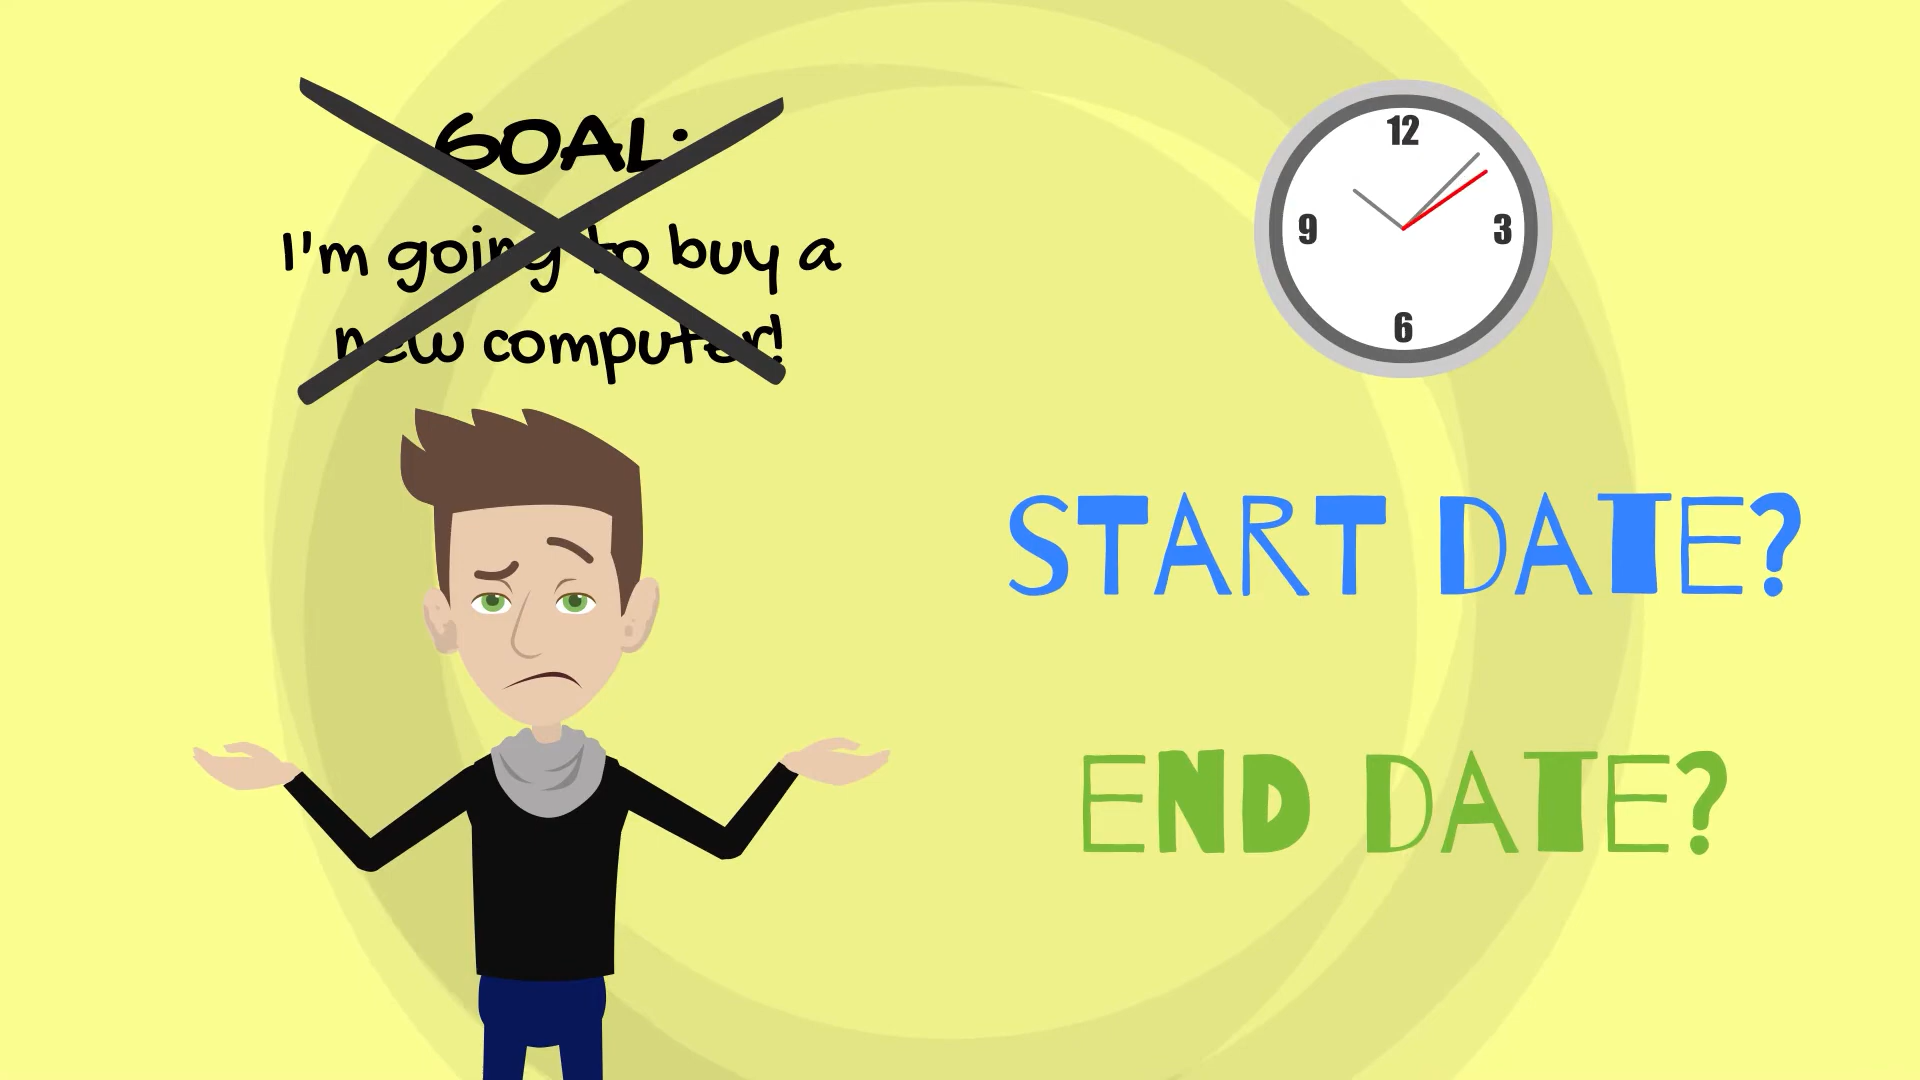 GOAL:
I'm going to buy a
new computer!
12
9
3
6
START DATE?
END DATE?